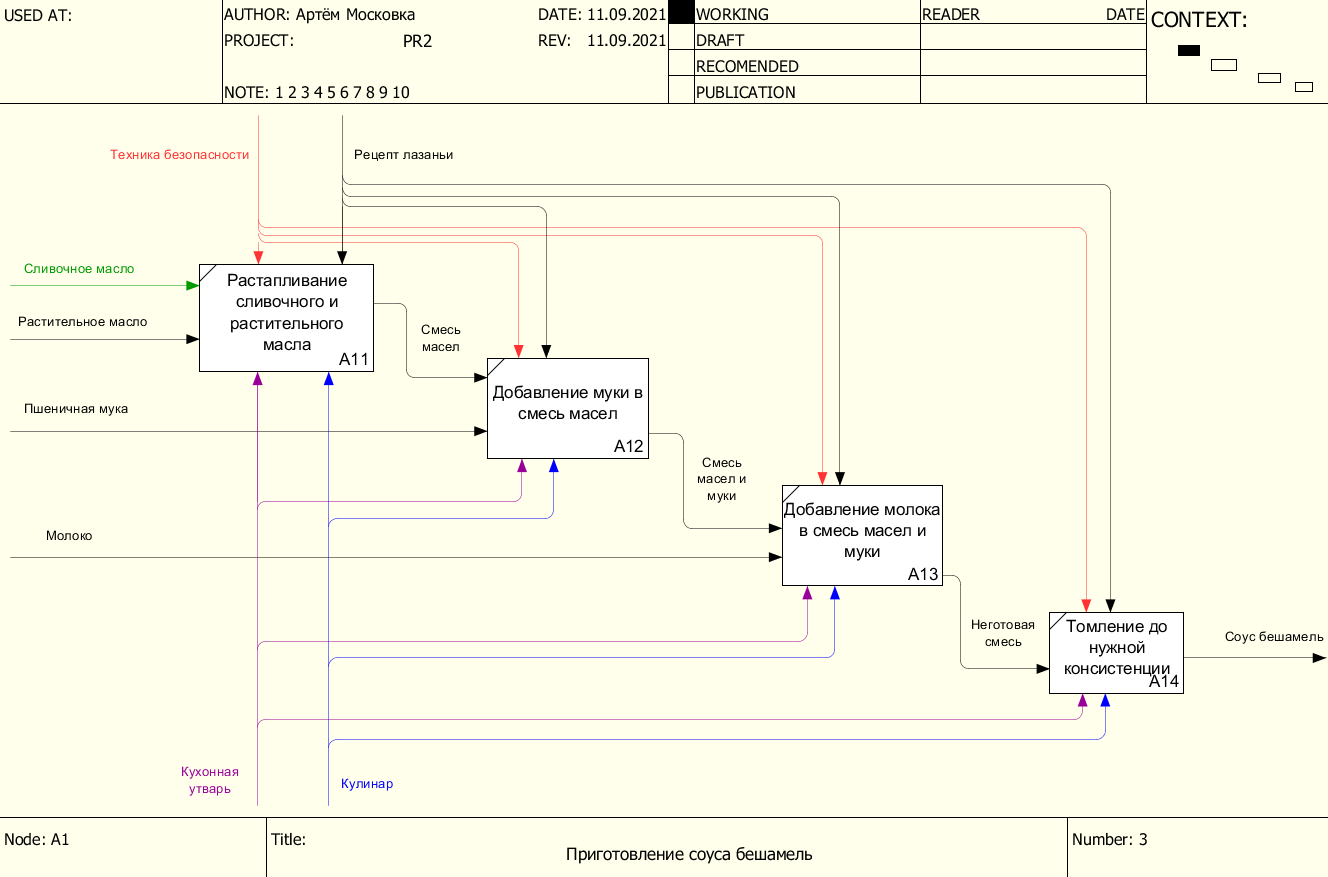 USED AT:
AUTHOR: Артём Московка
DATE: 11.09.2021
PROJECT: PR2
REV: 11.09.2021
NOTE: 1 2 3 4 5 6 7 8 9 10
WORKING
DRAFT
RECOMENDED
PUBLICATION
READER
DATE
CONTEXT:
Техника безопасности
Рецепт лазаньи
Сливочное масло
Растительное масло
Растапливание
сливочного и
растительного
масла
A11
Смесь
масел
Пшеничная мука
Добавление муки в
смесь масел
A12
Смесь
масел и
муки
Молоко
Добавление молока
в смесь масел и
муки
A13
Неготовая
смесь
Томление до
нужной
консистенции
A14
Соус бешамель
Кухонная
утварь
Кулинар
Node: A1
Title:
Приготовление соуса бешамель
Number: 3